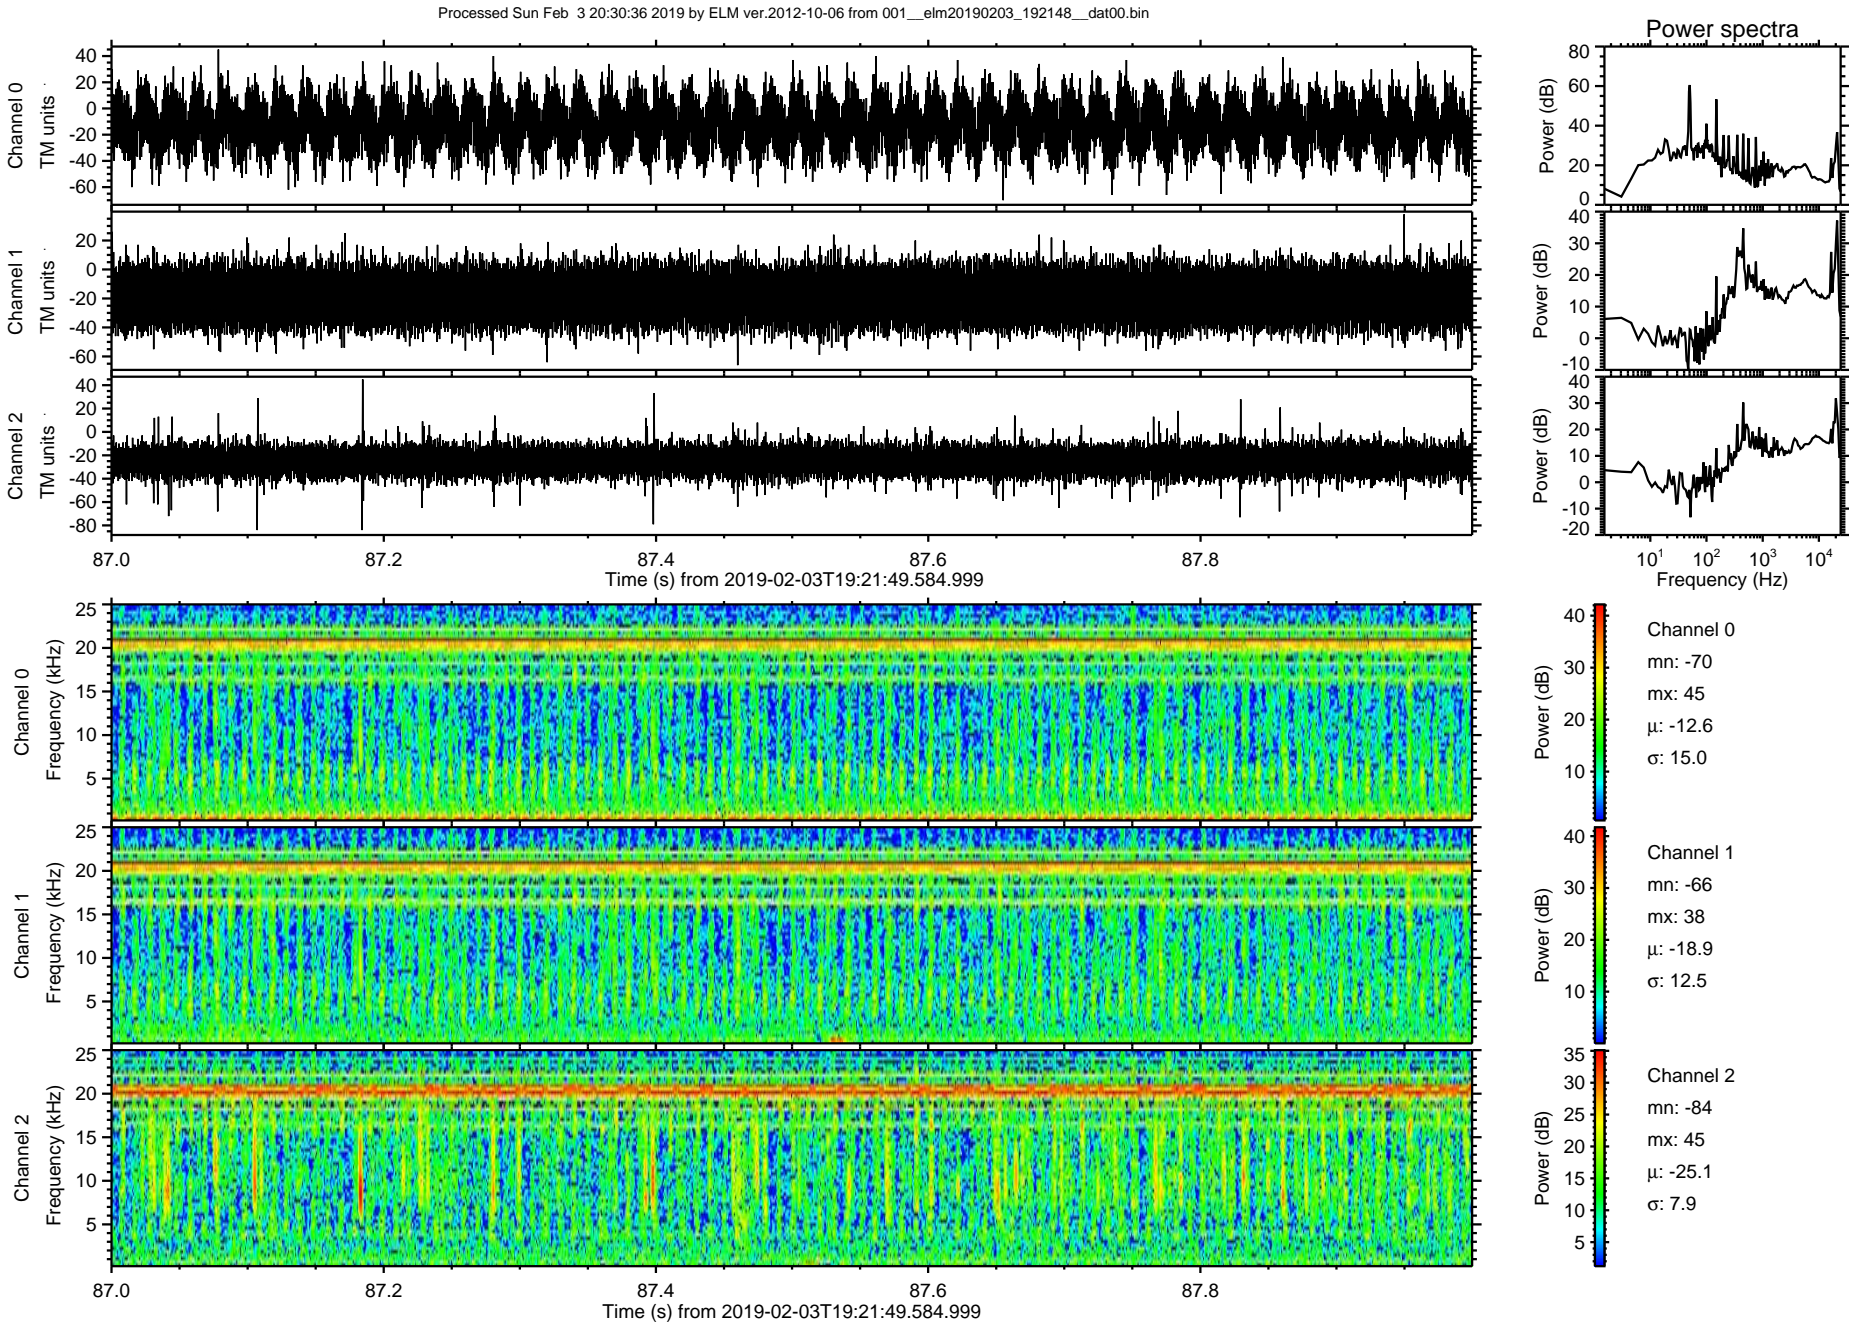 Processed Sun Feb  3 20:30:36 2019 by ELM ver.2012-10-06 from 001__elm20190203_192148__dat00.bin
Power spectra
Channel 0
TM units
40
20
0
-20
-40
-60
Power (dB)
80
60
40
20
0
Channel 1
TM units
20
0
-20
-40
-60
Power (dB)
40
30
20
10
0
-10
Channel 2
TM units
40
20
0
-20
-40
-60
-80
Power (dB)
40
30
20
10
0
-10
-20
87.0 87.2 87.4 87.6 87.8
Time (s) from 2019-02-03T19:21:49.584.999
10^1 10^2 10^3 10^4
Frequency (Hz)
Channel 0
Frequency (kHz)
25
20
15
10
5
Power (dB)
40
30
20
10
Channel 0
mn: -70
mx: 45
μ: -12.6
σ: 15.0
Channel 1
Frequency (kHz)
25
20
15
10
5
Power (dB)
40
30
20
10
Channel 1
mn: -66
mx: 38
μ: -18.9
σ: 12.5
Channel 2
Frequency (kHz)
25
20
15
10
5
Power (dB)
35
30
25
20
15
10
5
Channel 2
mn: -84
mx: 45
μ: -25.1
σ: 7.9
87.0 87.2 87.4 87.6 87.8
Time (s) from 2019-02-03T19:21:49.584.999